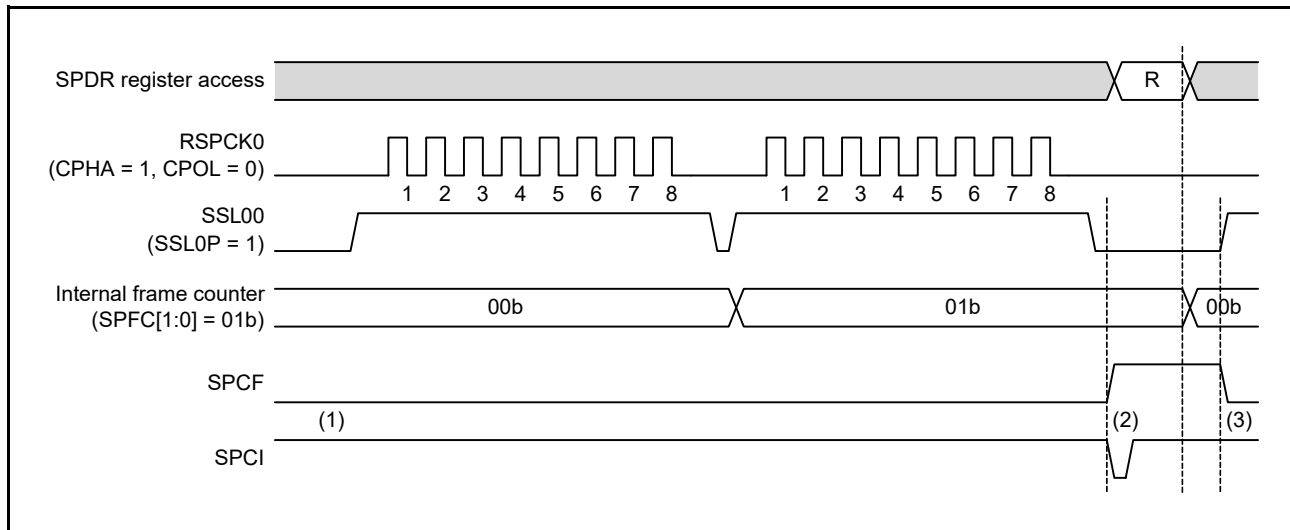 SPDR register access
R
RSPCK0
(CPHA = 1, CPOL = 0)
1 2 3 4 5 6 7 8 1 2 3 4 5 6 7 8
SSL00
(SSL0P = 1)
Internal frame counter
(SPFC[1:0] = 01b)
00b 01b 00b
SPCF
(1) (2) (3)
SPCI